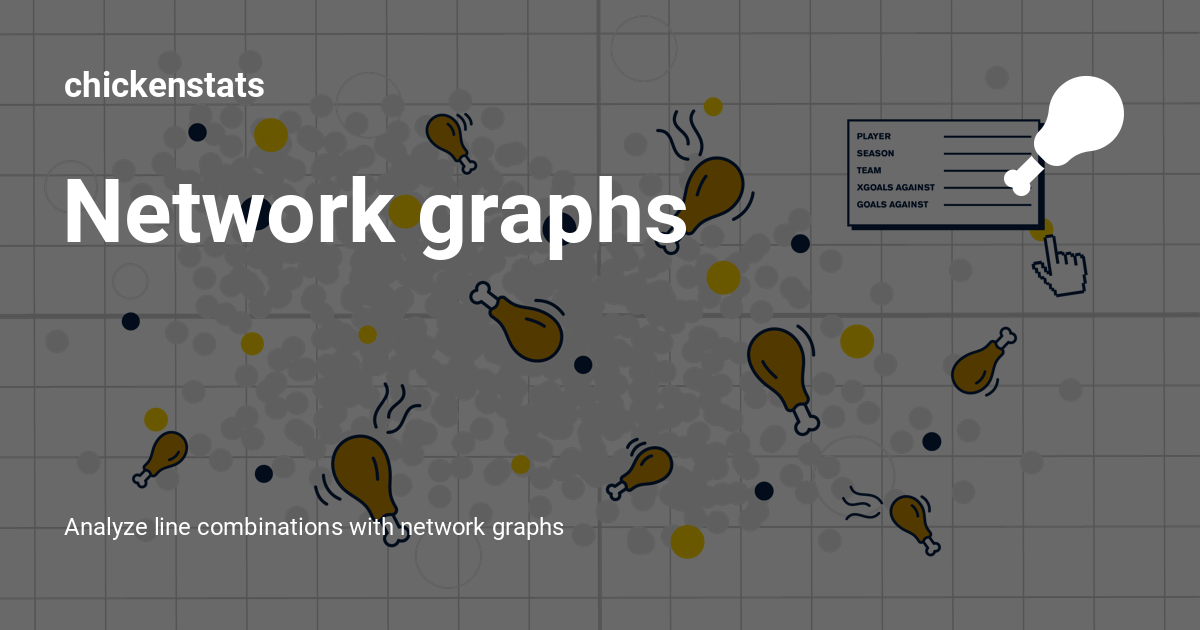 chickenstats
Network graphs
PLAYER
SEASON
TEAM
XGOALS AGAINST
GOALS AGAINST
Analyze line combinations with network graphs